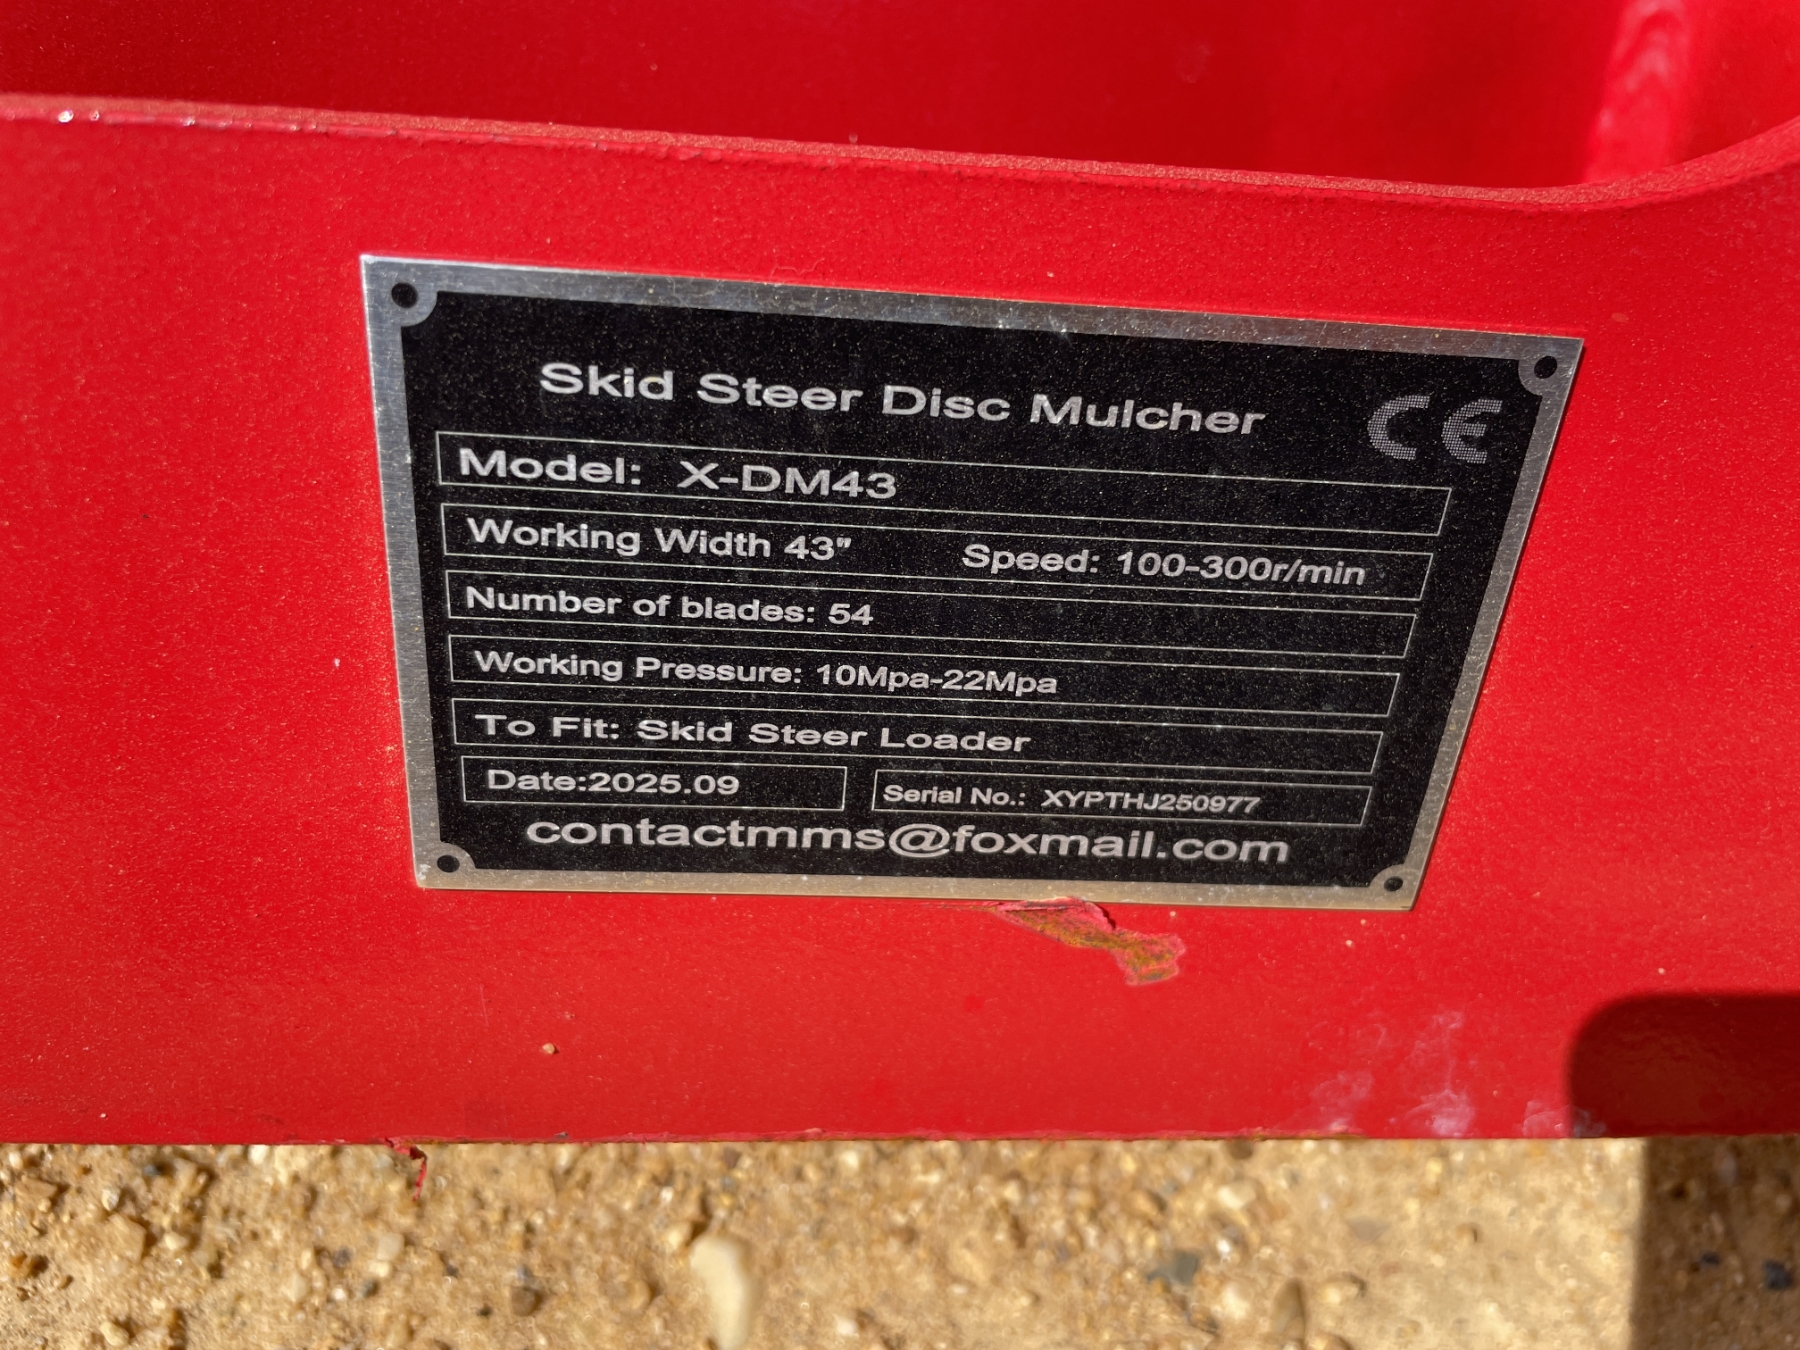 Skid Steer Disc Mulcher CE
Model: X-DM43
Working Width 43" Speed: 100-300r/min
Number of blades: 54
Working Pressure: 10Mpa-22Mpa
To Fit: Skid Steer Loader
Date:2025.09 Serial No.: XYPTHJ250977
contactmms@foxmail.com